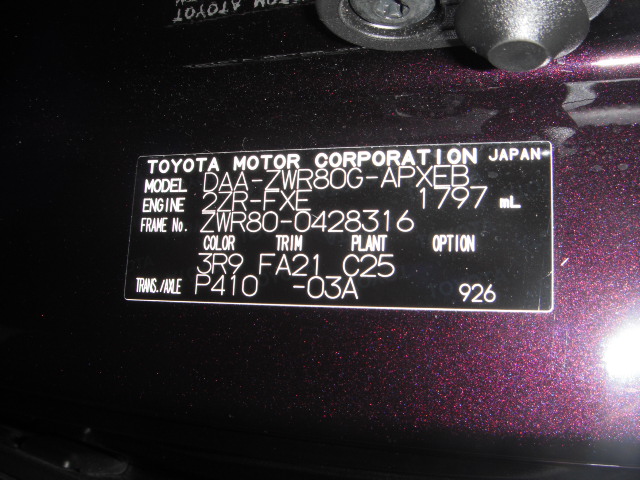 TOYOTA MOTOR CORPORATION JAPAN
MODEL DAA-ZWR80G-APXEB
ENGINE 2ZR-FXE 1797 mL
FRAME No. ZWR80-0428316
COLOR TRIM PLANT OPTION
3R9 FA21 C25
TRANS./AXLE P410 -03A 926